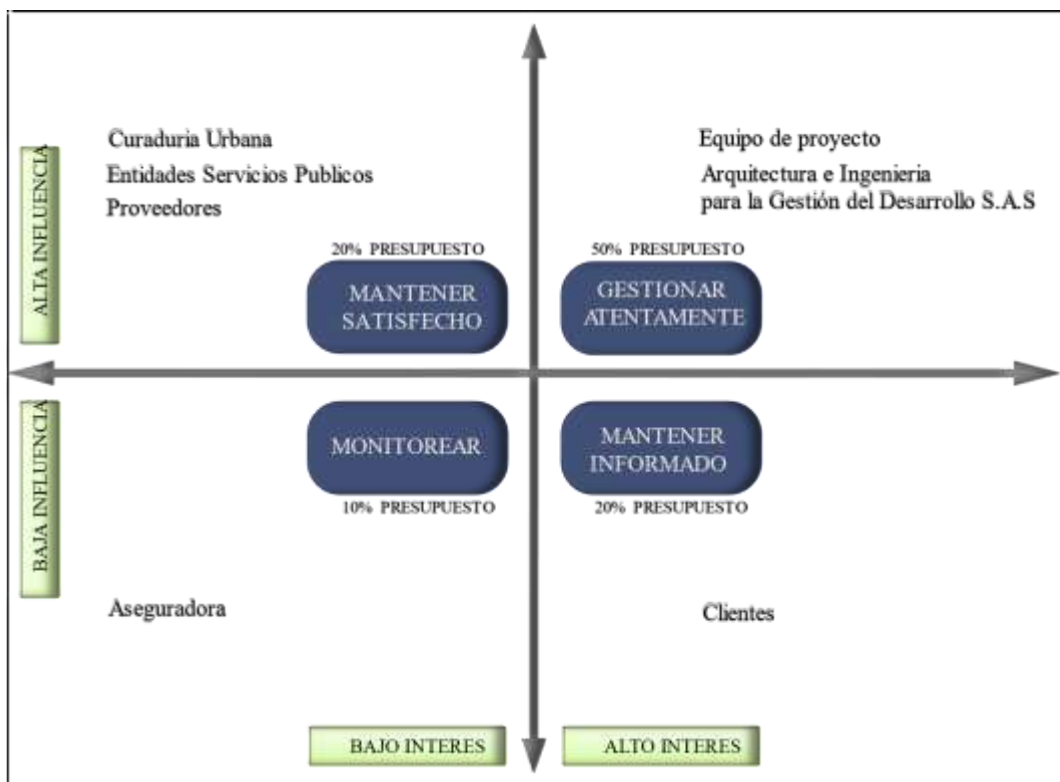 Curaduria Urbana
Entidades Servicios Publicos
Proveedores
Equipo de proyecto
Arquitectura e Ingenieria
para la Gestión del Desarrollo S.A.S
ALTA INFLUENCIA
20% PRESUPUESTO
50% PRESUPUESTO
MANTENER
SATISFECHO
GESTIONAR
ATENTAMENTE
BAJA INFLUENCIA
MONITOREAR
MANTENER
INFORMADO
10% PRESUPUESTO
20% PRESUPUESTO
Aseguradora
Clientes
BAJO INTERES
ALTO INTERES